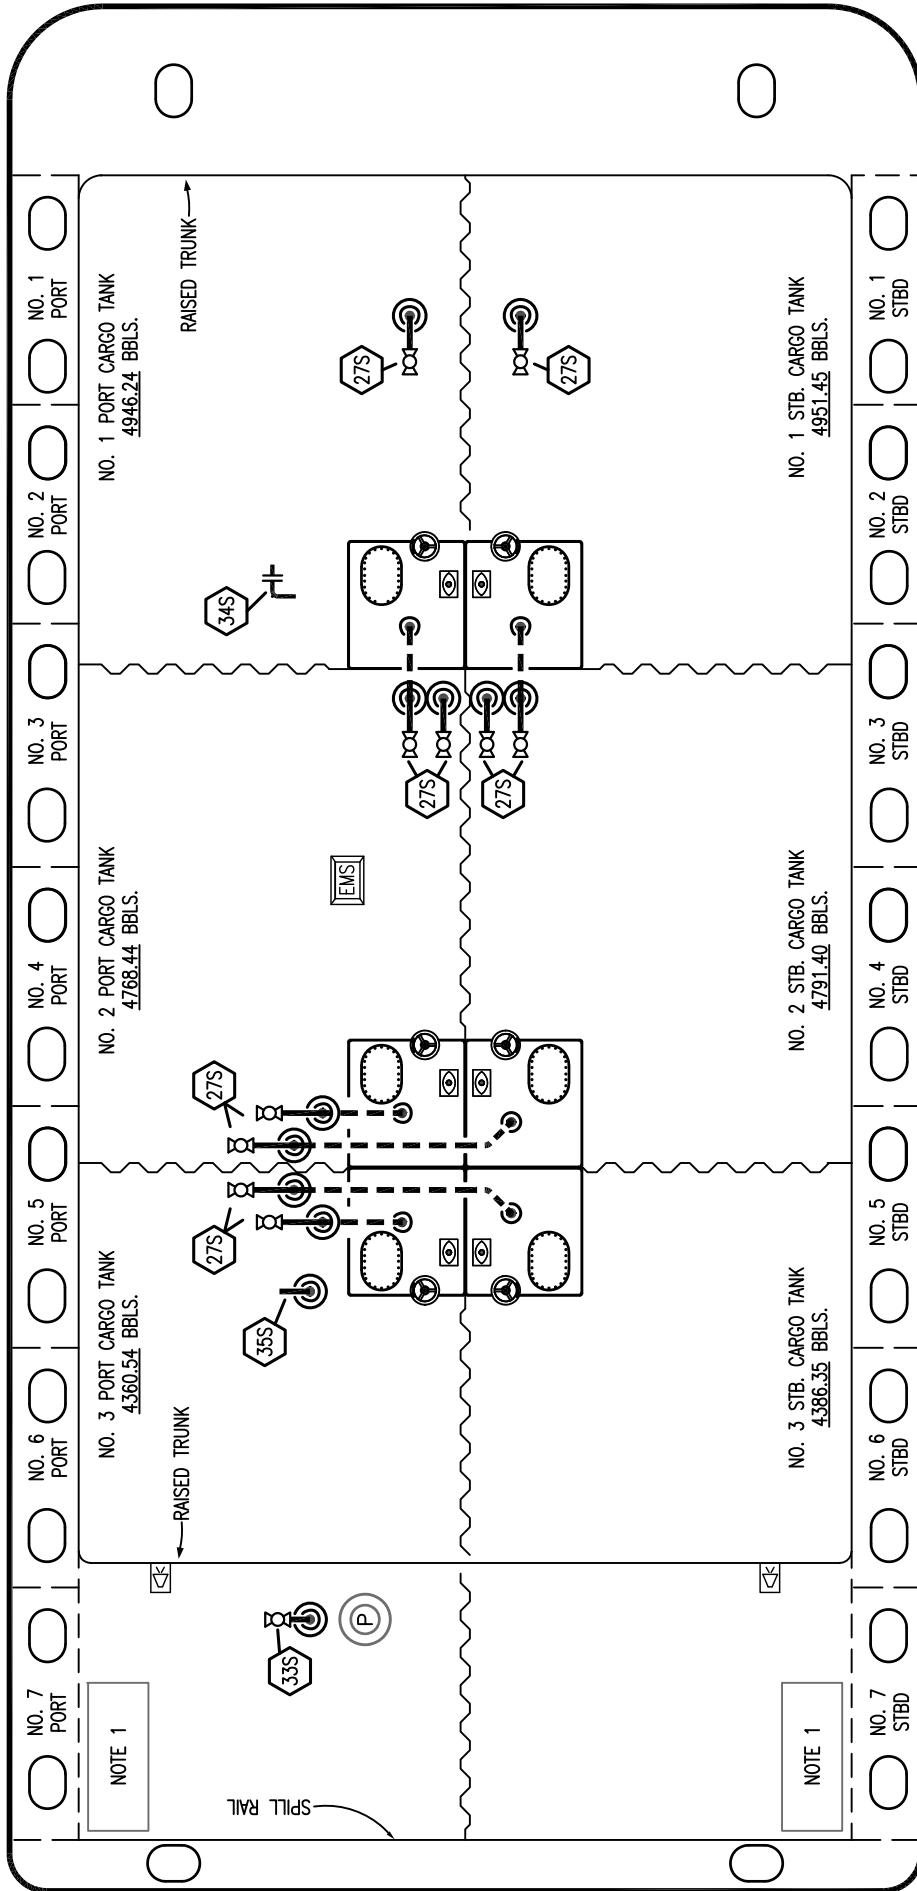 RAISED TRUNK
NO. 1
PORT
NO. 1 PORT CARGO TANK
4946.24 BBLS.
27S
27S
NO. 1 STB. CARGO TANK
4951.45 BBLS.
NO. 1
STBD
NO. 2
PORT
NO. 2
STBD
34S
NO. 3
PORT
27S
27S
NO. 3
STBD
NO. 2 PORT CARGO TANK
4768.44 BBLS.
EMS
NO. 2 STB. CARGO TANK
4791.40 BBLS.
NO. 4
PORT
NO. 4
STBD
27S
NO. 5
PORT
27S
NO. 5
STBD
NO. 3 PORT CARGO TANK
4360.54 BBLS.
35S
NO. 3 STB. CARGO TANK
4386.35 BBLS.
NO. 6
PORT
RAISED TRUNK
NO. 6
STBD
P
33S
NO. 7
PORT
NOTE 1
NOTE 1
NO. 7
STBD
SPILL RAIL